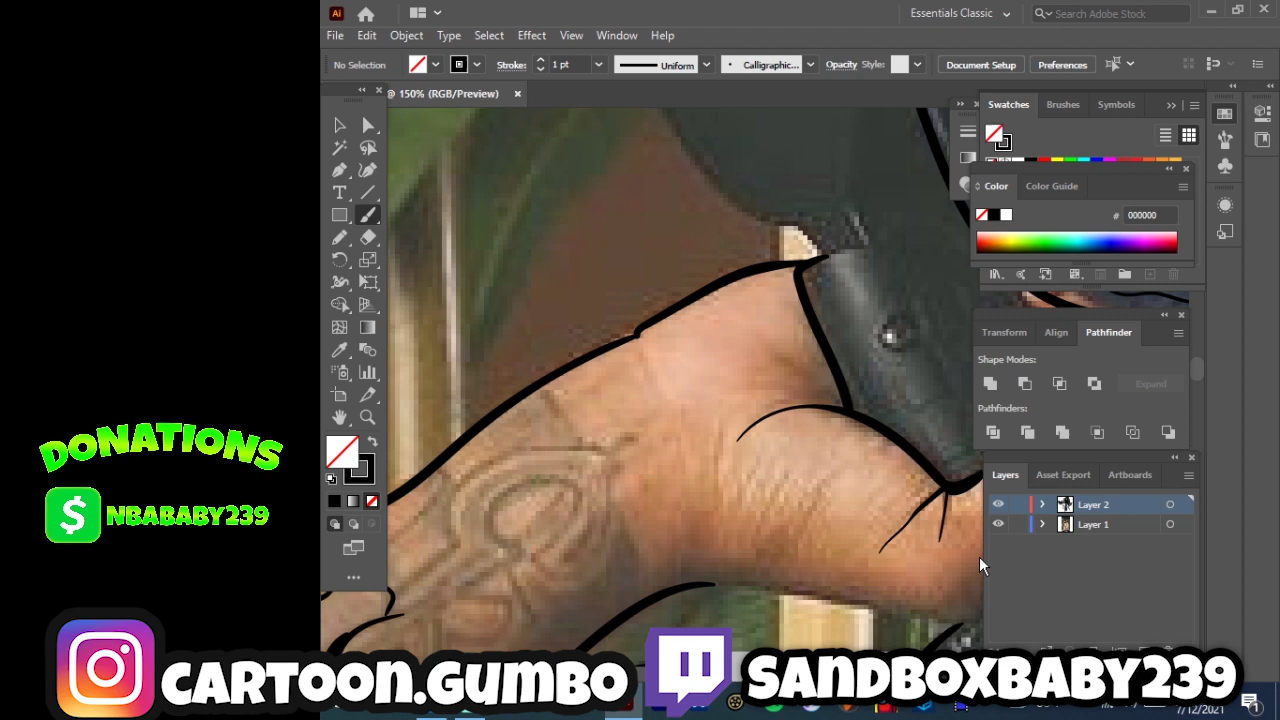 Ai
Essentials Classic
Search Adobe Stock
File Edit Object Type Select Effect View Window Help
No Selection Stroke: 1 pt Uniform Calligraphic... Opacity Style: Document Setup Preferences
@ 150% (RGB/Preview)
Swatches Brushes Symbols
Color Color Guide
# 000000
Transform Align Pathfinder
Shape Modes:
Expand
Pathfinders:
Layers Asset Export Artboards
Layer 2
Layer 1
DONATIONS
$ NBABABY239
CARTOON.GUMBO
SANDBOXBABY239
7/12/2021